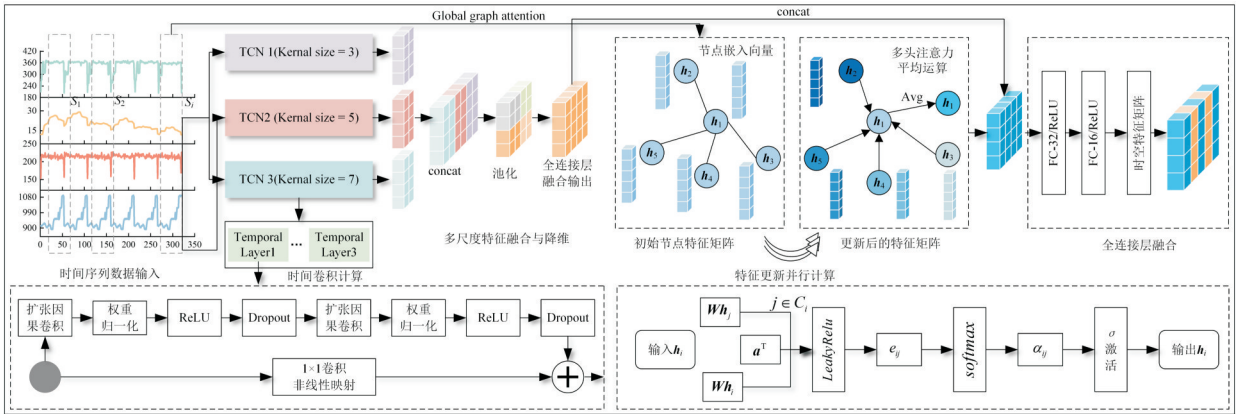 Global graph attention
concat
420
360
300
240
180
S₁
S₂
Sᵢ
30
15
250
200
150
1080
990
900
0 50 100 150 200 250 300 350
时间序列数据输入
TCN 1(Kernal size = 3)
TCN2 (Kernel size = 5)
TCN 3(Kernel size = 7)
concat
池化
全连接层
融合输出
多尺度特征融合与降维
Temporal
Layer1
...
Temporal
Layer3
时间卷积计算
节点嵌入向量
h₂
h₁
h₅
h₄
h₃
初始节点特征矩阵
多头注意力
平均运算
h₂
Avg
h₁
h₁
h₅
h₄
h₃
更新后的特征矩阵
特征更新并行计算
FC-32/ReLU
FC-16/ReLU
时空特征矩阵
全连接层融合
扩张因
果卷积
权重
归一化
ReLU
Dropout
扩张因
果卷积
权重
归一化
ReLU
Dropout
1×1卷积
非线性映射
输入hᵢ
Whⱼ
aᵀ
Whᵢ
j ∈ Cᵢ
LeakyRelu
eᵢⱼ
softmax
αᵢⱼ
σ
激活
输出hᵢ